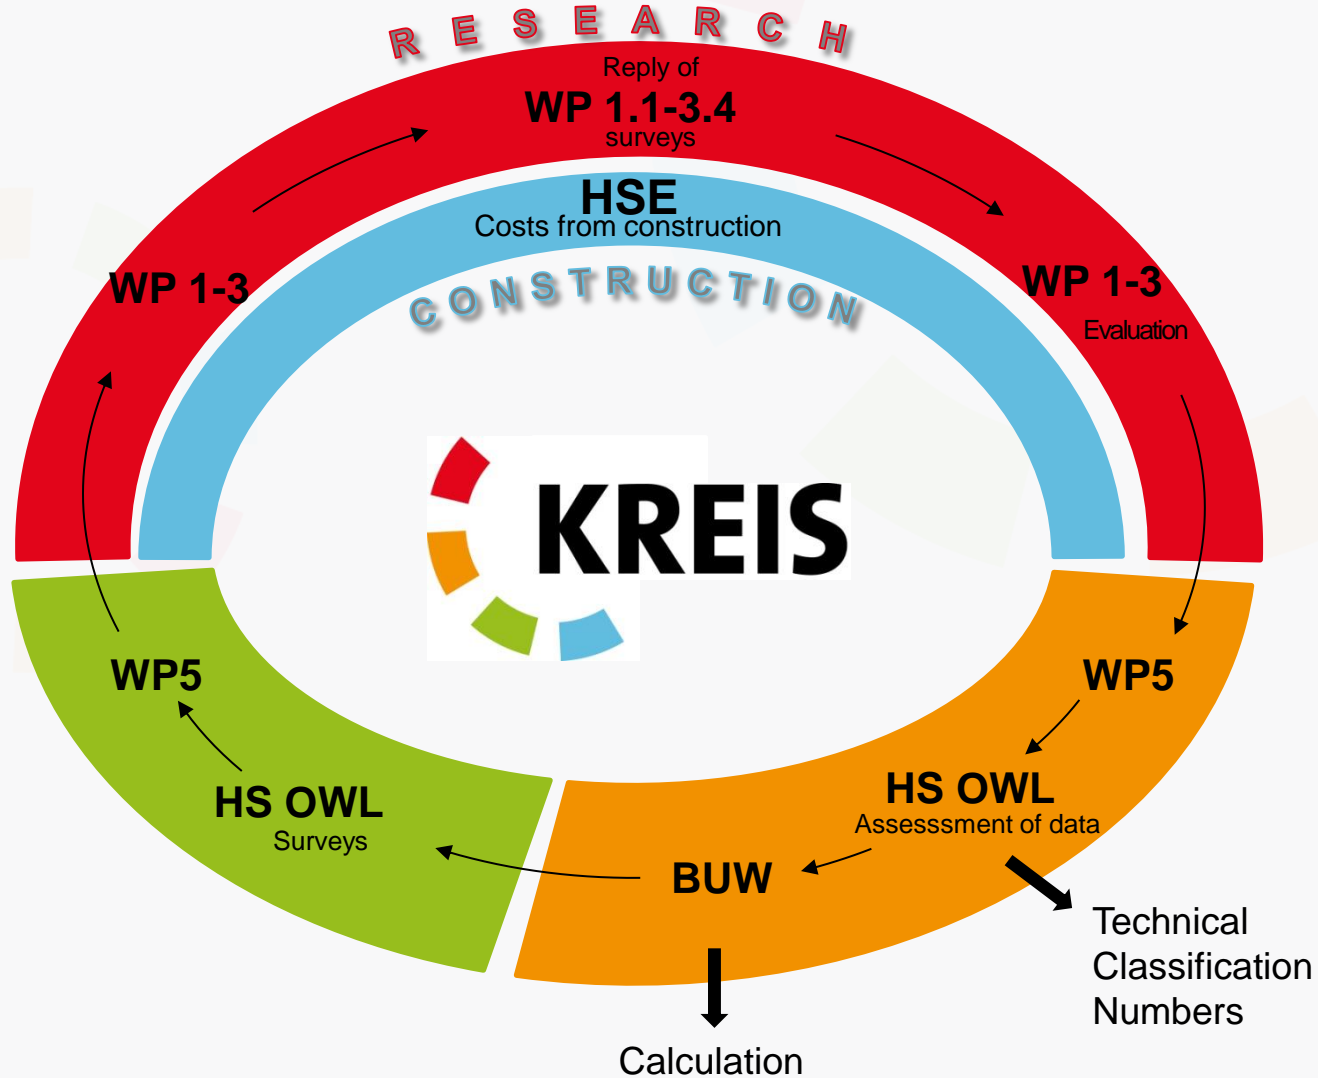 RESEARCH
Reply of
WP 1.1-3.4
surveys
HSE
Costs from construction
CONSTRUCTION
WP 1-3
WP 1-3
Evaluation
KREIS
WP5
WP5
HS OWL
Surveys
HS OWL
Assesssment of data
BUW
Technical
Classification
Numbers
Calculation